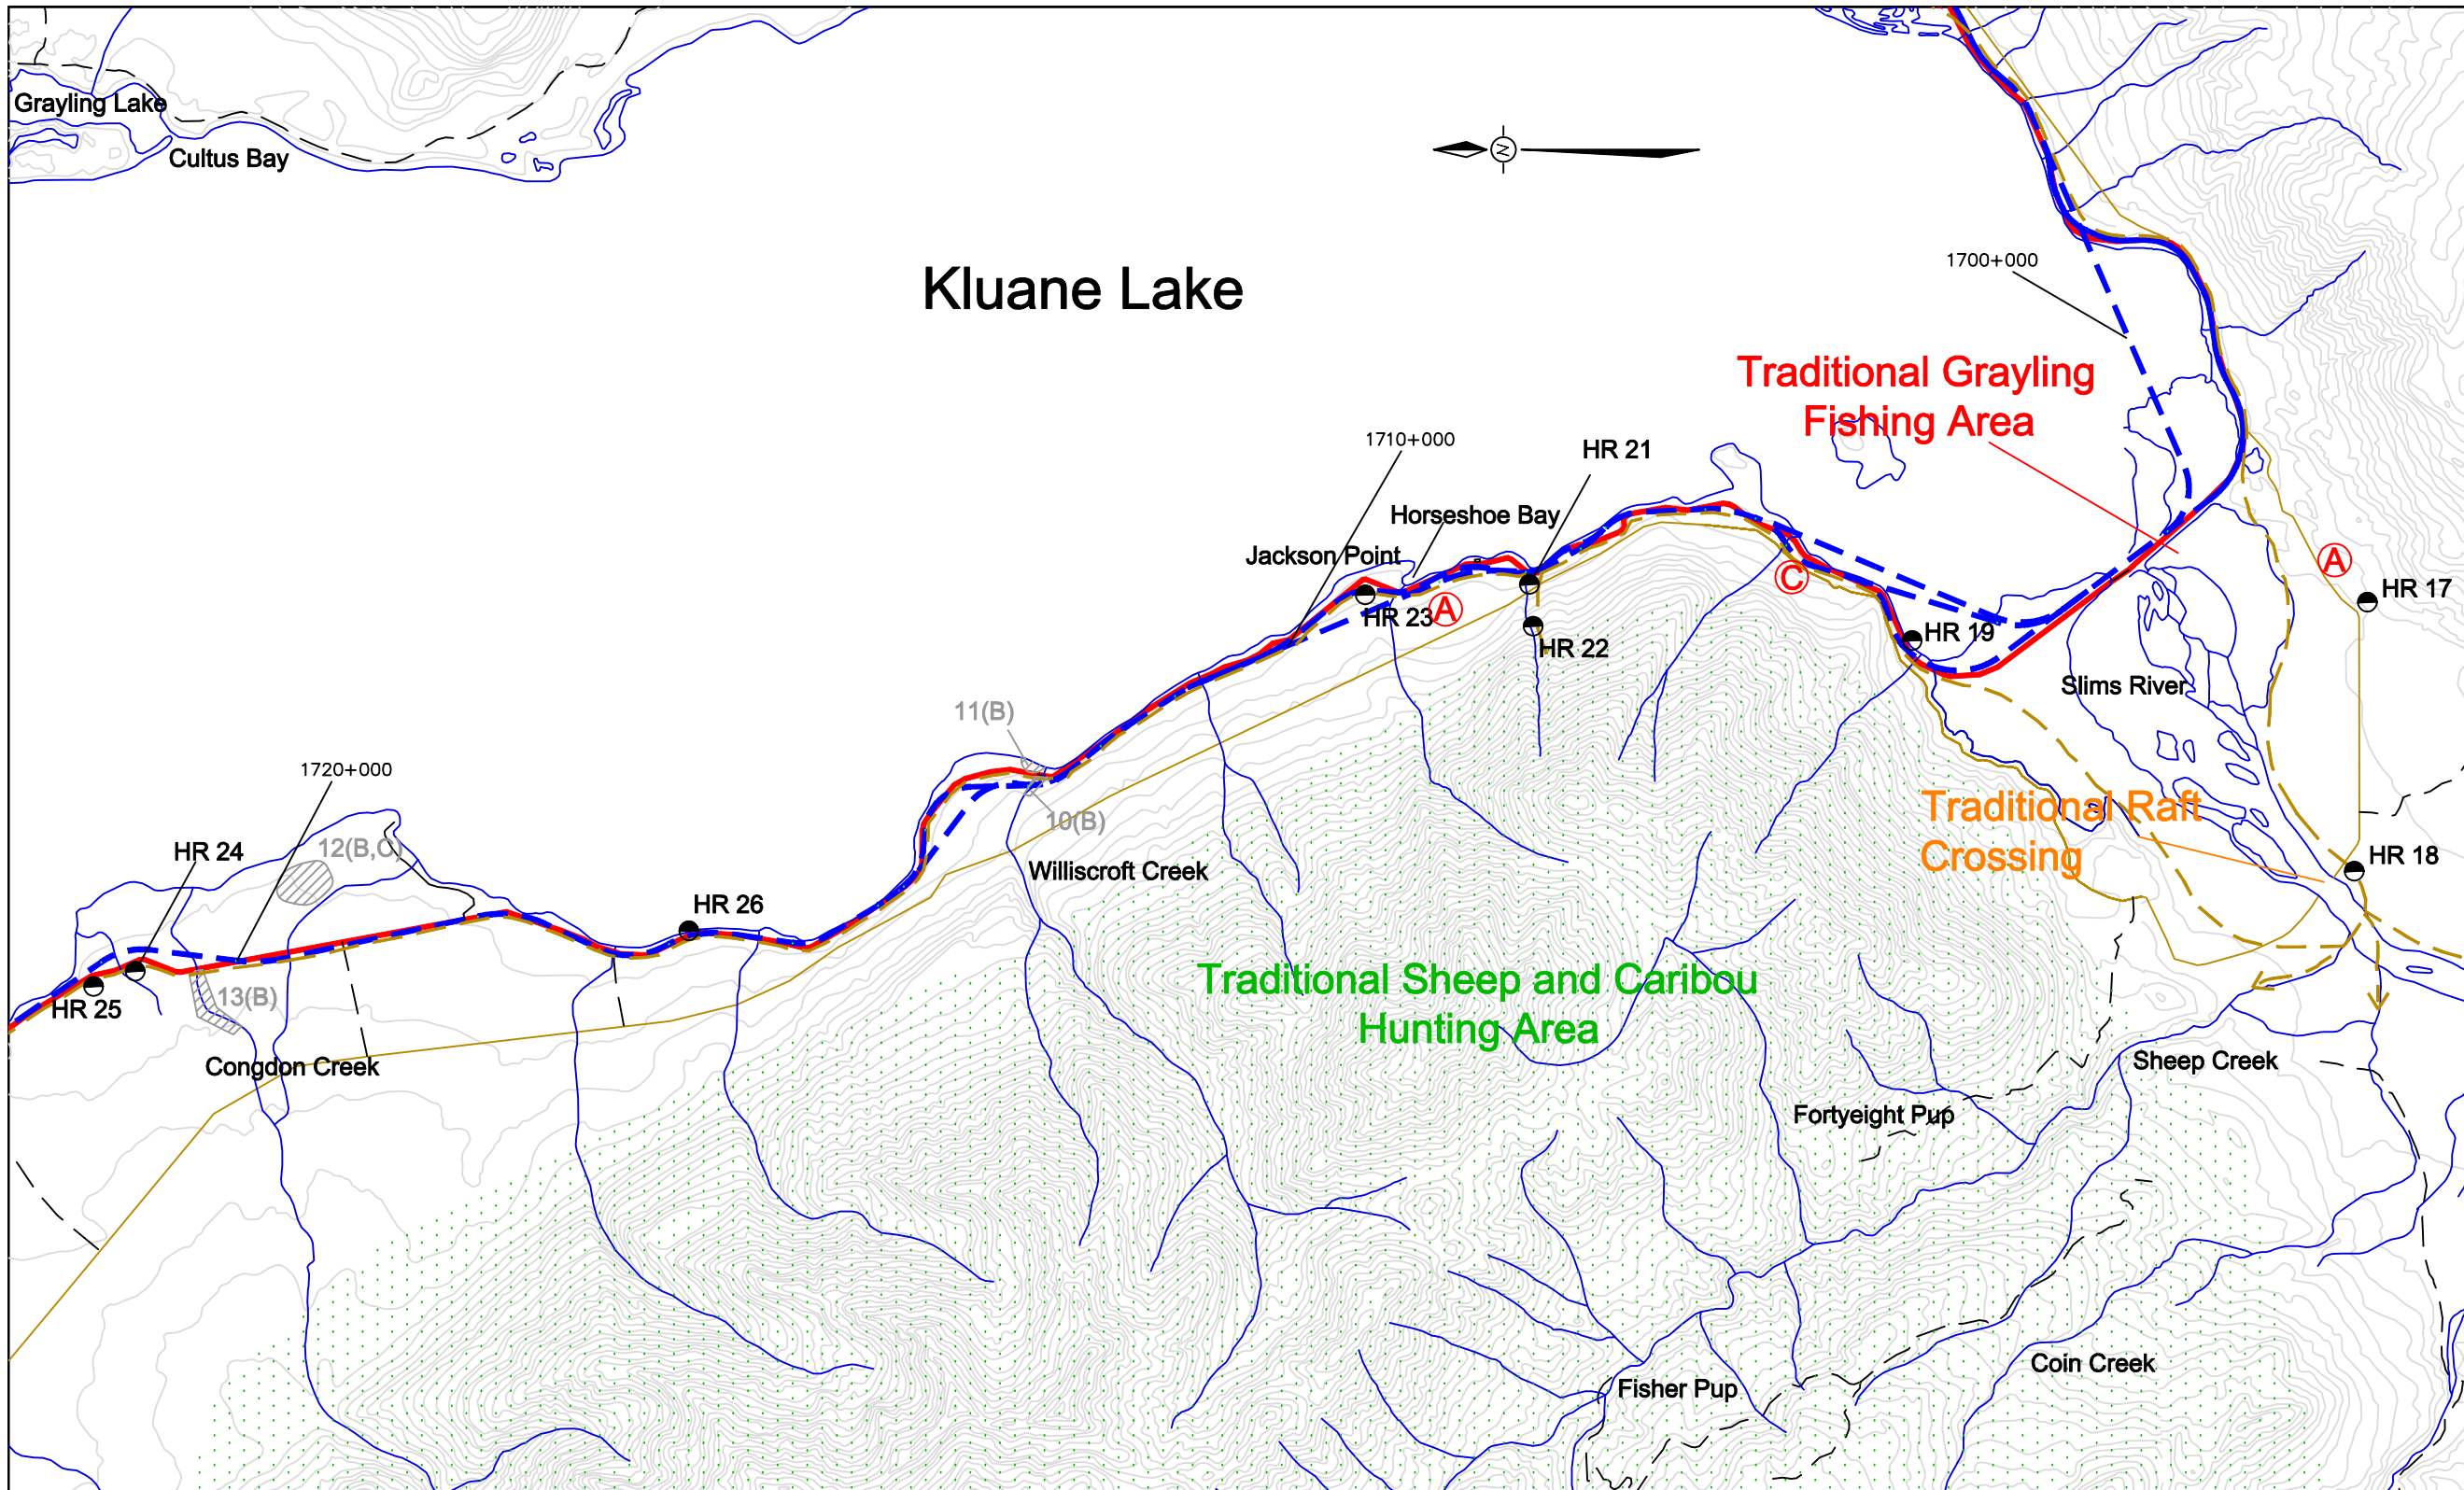 Grayling Lake
Cultus Bay
N
Kluane Lake
1700+000
Traditional Grayling
Fishing Area
1710+000
HR 21
Horseshoe Bay
Jackson Point
A
HR 17
C
A
HR 23
HR 19
HR 22
Slims River
11(B)
1720+000
Traditional Raft
Crossing
10(B)
12(B,C)
HR 24
HR 18
Williscroft Creek
HR 26
Traditional Sheep and Caribou
Hunting Area
13(B)
HR 25
Congdon Creek
Sheep Creek
Fortyeight Pup
Coin Creek
Fisher Pup